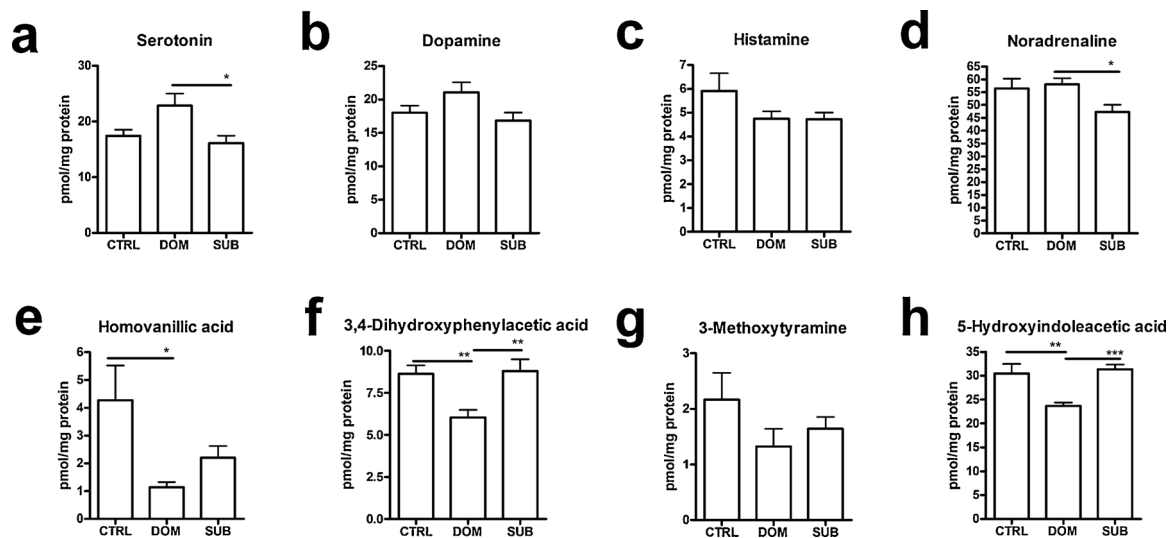 a
Serotonin
*
30
20
10
0
pmol/mg protein
CTRL DOM SUB
b
Dopamine
25
20
15
10
5
0
pmol/mg protein
CTRL DOM SUB
c
Histamine
7
6
5
4
3
2
1
0
pmol/mg protein
CTRL DOM SUB
d
Noradrenaline
*
65
60
55
50
45
40
35
30
25
20
15
10
5
0
pmol/mg protein
CTRL DOM SUB
e
Homovanillic acid
*
6
5
4
3
2
1
0
pmol/mg protein
CTRL DOM SUB
f
3,4-Dihydroxyphenylacetic acid
** **
10.0
7.5
5.0
2.5
0.0
pmol/mg protein
CTRL DOM SUB
g
3-Methoxytyramine
3
2
1
0
pmol/mg protein
CTRL DOM SUB
h
5-Hydroxyindoleacetic acid
** ***
35
30
25
20
15
10
5
0
pmol/mg protein
CTRL DOM SUB